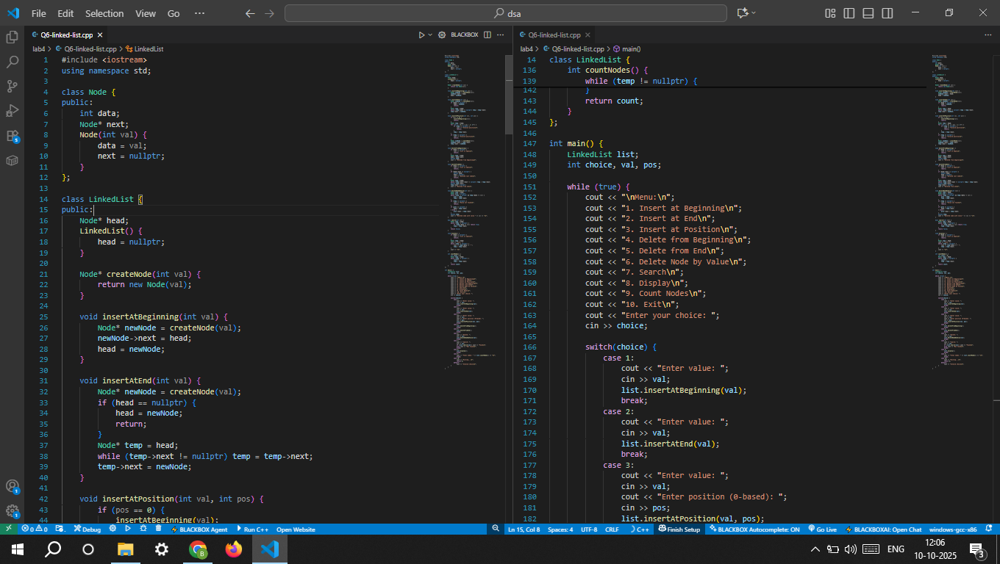 File Edit Selection View Go ··· dsa
Q6-linked-list.cpp
BLACKBOX
lab4 > Q6-linked-list.cpp > LinkedList
1 #include <iostream>
2 using namespace std;
3
4 class Node {
5 public:
6 int data;
7 Node* next;
8 Node(int val) {
9 data = val;
10 next = nullptr;
11 }
12 };
13
14 class LinkedList {
15 public:
16 Node* head;
17 LinkedList() {
18 head = nullptr;
19 }
20
21 Node* createNode(int val) {
22 return new Node(val);
23 }
24
25 void insertAtBeginning(int val) {
26 Node* newNode = createNode(val);
27 newNode->next = head;
28 head = newNode;
29 }
30
31 void insertAtEnd(int val) {
32 Node* newNode = createNode(val);
33 if (head == nullptr) {
34 head = newNode;
35 return;
36 }
37 Node* temp = head;
38 while (temp->next != nullptr) temp = temp->next;
39 temp->next = newNode;
40 }
41
42 void insertAtPosition(int val, int pos) {
43 if (pos == 0) {
44 insertAtBeginning(val);
Q6-linked-list.cpp
lab4 > Q6-linked-list.cpp > main()
14 class LinkedList {
136 int countNodes() {
139 while (temp != nullptr) {
142 }
143 return count;
144 }
145 };
146
147 int main() {
148 LinkedList list;
149 int choice, val, pos;
150
151 while (true) {
152 cout << "\nMenu:\n";
153 cout << "1. Insert at Beginning\n";
154 cout << "2. Insert at End\n";
155 cout << "3. Insert at Position\n";
156 cout << "4. Delete from Beginning\n";
157 cout << "5. Delete from End\n";
158 cout << "6. Delete Node by Value\n";
159 cout << "7. Search\n";
160 cout << "8. Display\n";
161 cout << "9. Count Nodes\n";
162 cout << "10. Exit\n";
163 cout << "Enter your choice: ";
164 cin >> choice;
165
166 switch(choice) {
167 case 1:
168 cout << "Enter value: ";
169 cin >> val;
170 list.insertAtBeginning(val);
171 break;
172 case 2:
173 cout << "Enter value: ";
174 cin >> val;
175 list.insertAtEnd(val);
176 break;
177 case 3:
178 cout << "Enter value: ";
179 cin >> val;
180 cout << "Enter position (0-based): ";
181 cin >> pos;
182 list.insertAtPosition(val, pos);
0 0 Debug BLACKBOX Agent Run C++ Open Website Ln 15, Col 8 Spaces: 4 UTF-8 CRLF C++ Finish Setup BLACKBOX Autocomplete: ON Go Live BLACKBOXAI: Open Chat windows-gcc-x86
5
1
1
B
ENG
12:06
10-10-2025
3